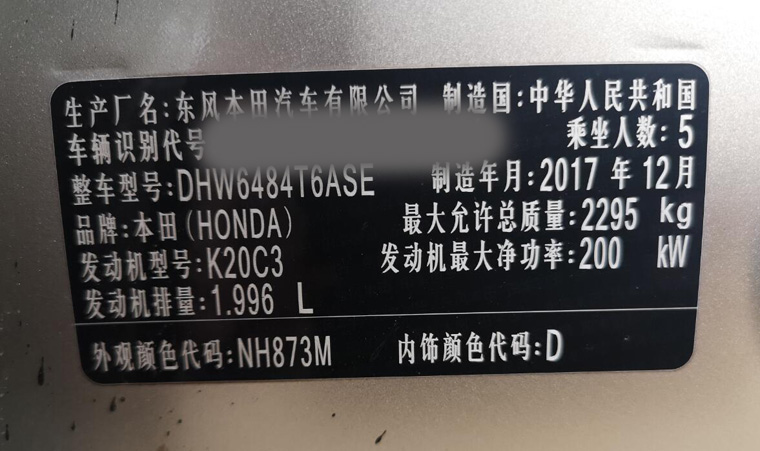 生产厂名:东风本田汽车有限公司 制造国:中华人民共和国
车辆识别代号 乘坐人数:5
整车型号:DHW6484T6ASE 制造年月:2017 年 12月
品牌:本田(HONDA) 最大允许总质量:2295 kg
发动机型号:K20C3 发动机最大净功率:200 kW
发动机排量:1.996 L
外观颜色代码:NH873M 内饰颜色代码:D